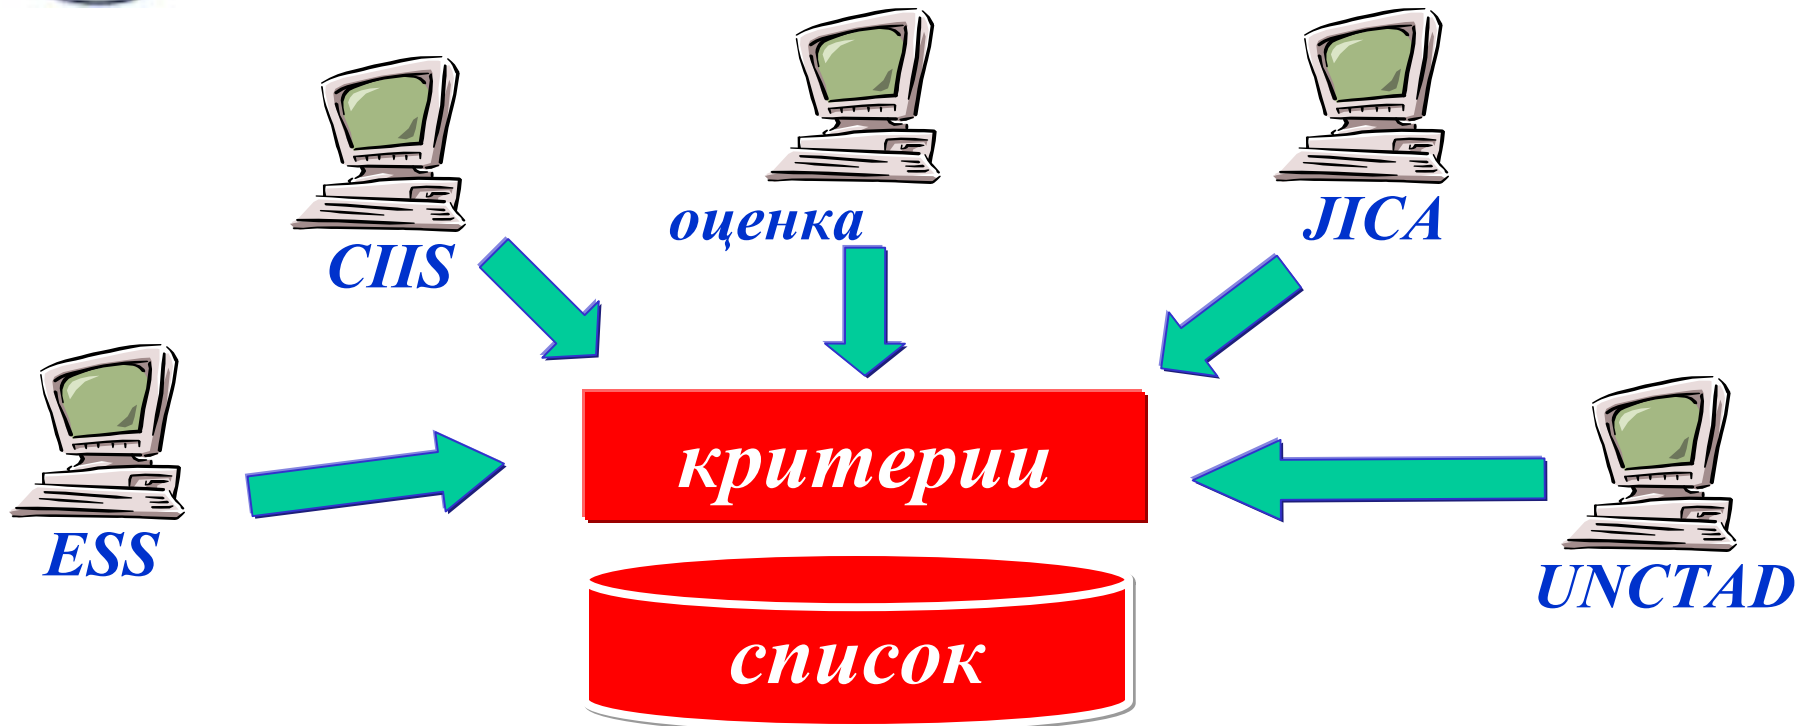 оценка
JICA
CIIS
критерии
ESS
UNCTAD
список